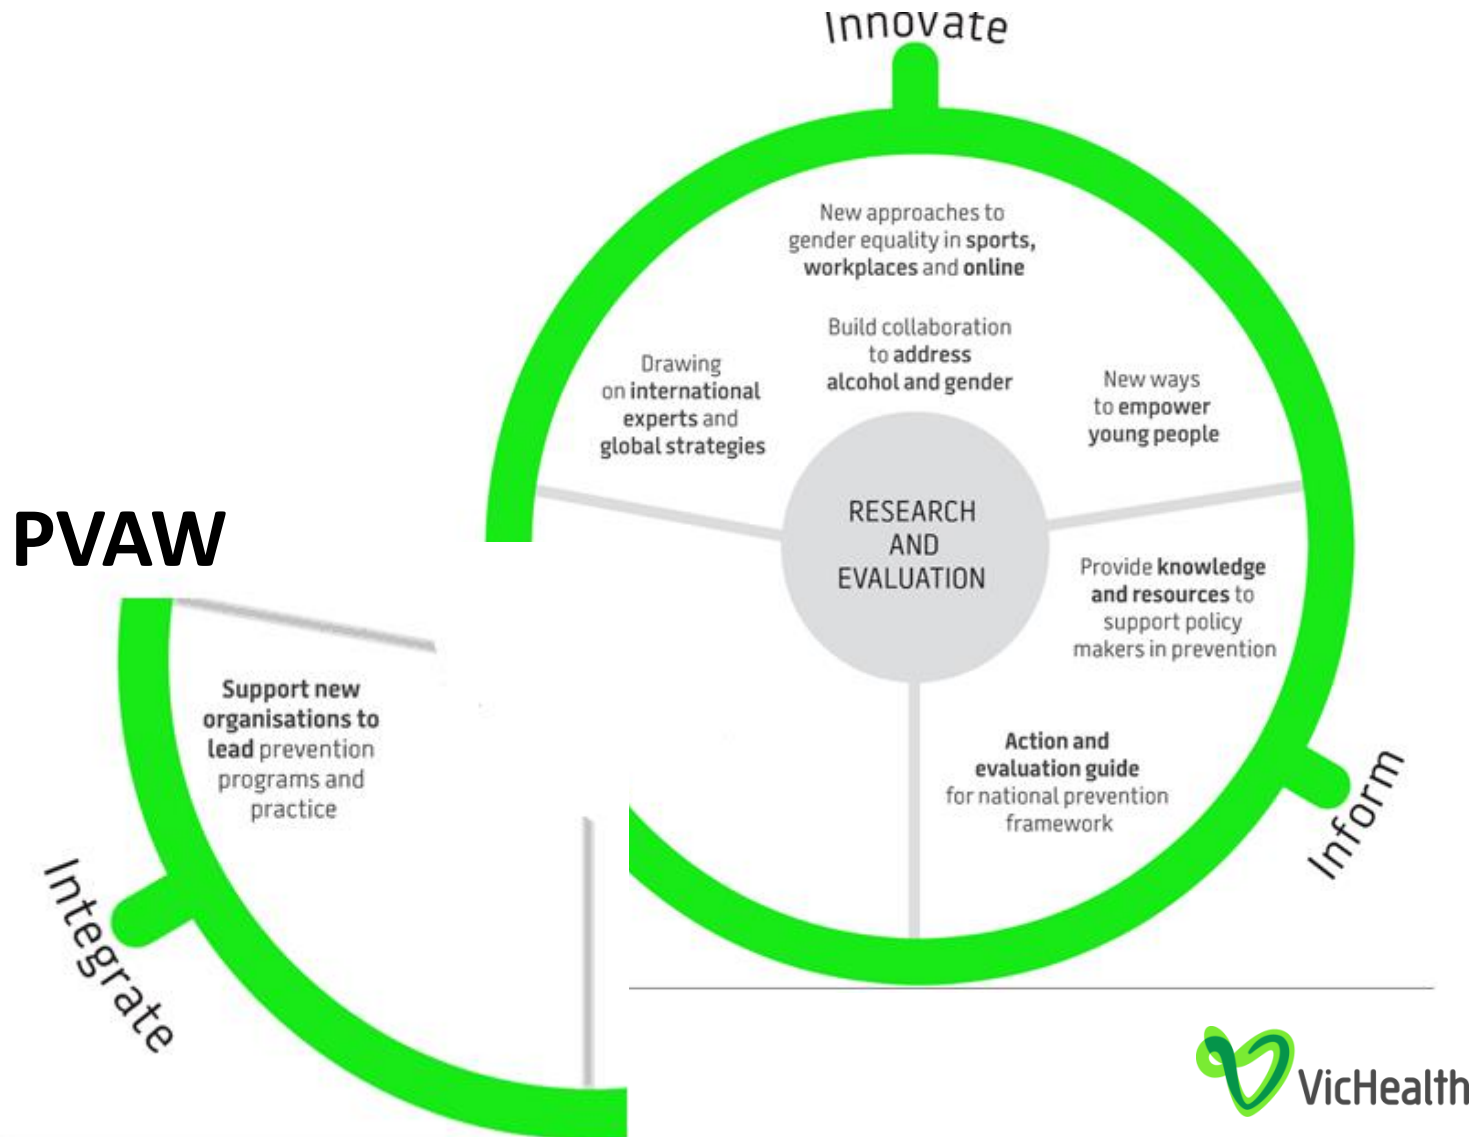 Innovate
New approaches to
gender equality in sports,
workplaces and online
Build collaboration
to address
alcohol and gender
Drawing
on international
experts and
global strategies
New ways
to empower
young people
RESEARCH
AND
EVALUATION
PVAW
Provide knowledge
and resources to
support policy
makers in prevention
Support new
organisations to
lead prevention
programs and
practice
Action and
evaluation guide
for national prevention
framework
Inform
Integrate
VicHealth